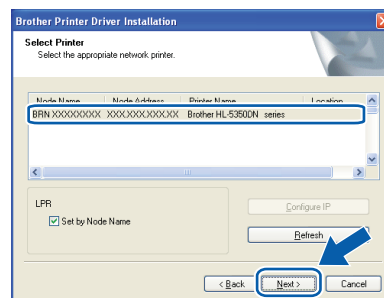 Brother Printer Driver Installation
Select Printer
Select the appropriate network printer.
Node Name Node Address Printer Name Location
BRN XXXXXXXXX XXX.XXX.XXX.XX Brother HL-5350DN series
LPR
Set by Node Name
Configure IP
Refresh
< Back Next > Cancel